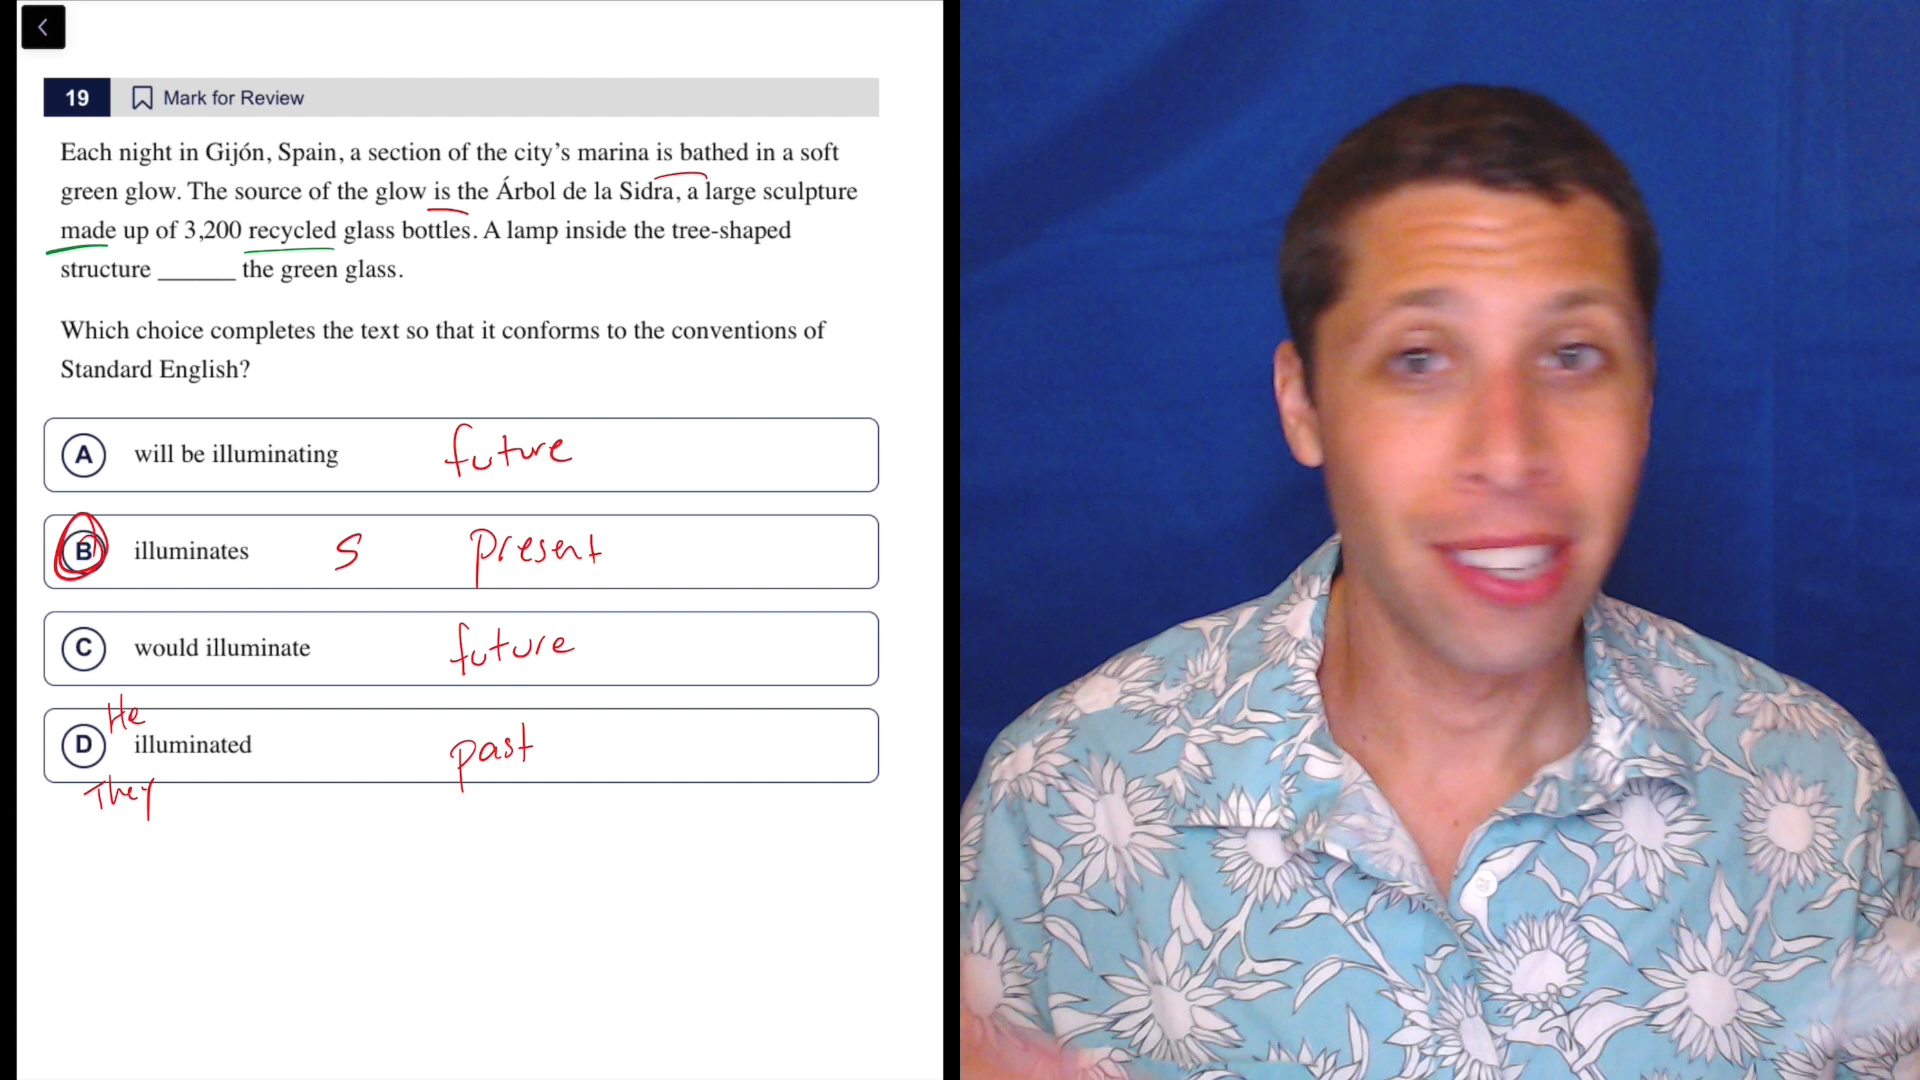 19 Mark for Review
Each night in Gijón, Spain, a section of the city’s marina is bathed in a soft
green glow. The source of the glow is the Árbol de la Sidra, a large sculpture
made up of 3,200 recycled glass bottles. A lamp inside the tree-shaped
structure ______ the green glass.
Which choice completes the text so that it conforms to the conventions of
Standard English?
A will be illuminating future
B illuminates S present
C would illuminate future
He
D illuminated past
They